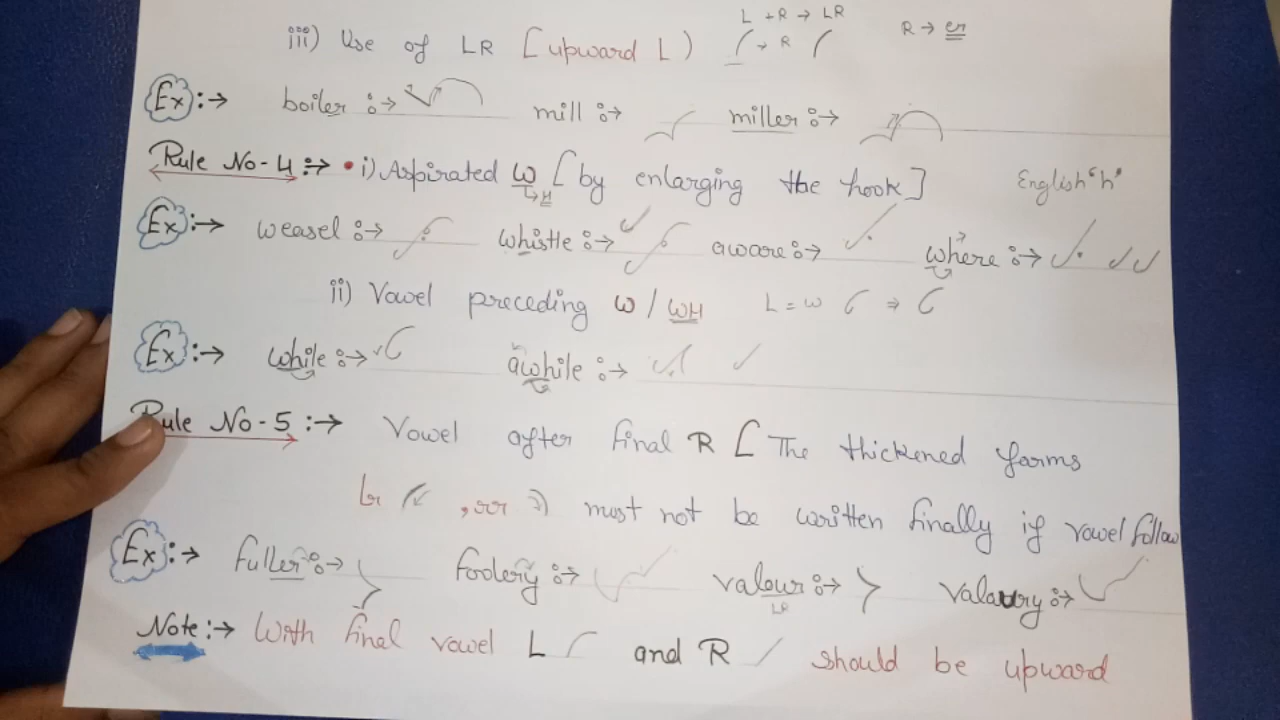 L + R → LR
iii) Use of LR [upward L) → R R → er
Ex:→ boiler :→ mill :→ miller :→
Rule No-4 :→ • i) Aspirated w [by enlarging the hook] English "h"
↳H
Ex:→ weasel :→ whistle :→ aware :→ where :→
ii) Vowel preceding w / WH L = w ⇒
Ex:→ while :→ awhile :→
Rule No-5 :→ Vowel after final R [The thickened forms
lr , rr must not be written finally if vowel follow
Ex:→ fuller :→ foolery :→ valour :→ valoury :→
LR
Note:→ With final vowel L and R should be upward